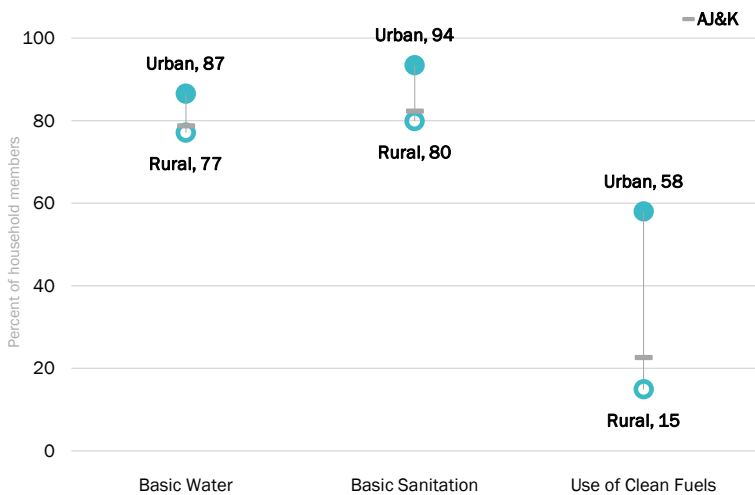 AJ&K
100
80
60
40
20
0
Percent of household members
Urban, 87
Rural, 77
Urban, 94
Rural, 80
Urban, 58
Rural, 15
Basic Water
Basic Sanitation
Use of Clean Fuels